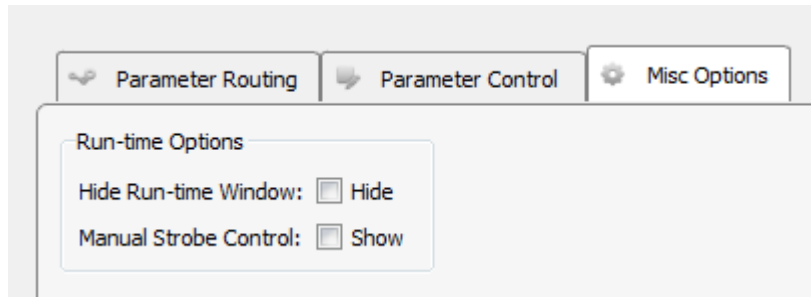 Parameter Routing Parameter Control Misc Options
Run-time Options
Hide Run-time Window: Hide
Manual Strobe Control: Show